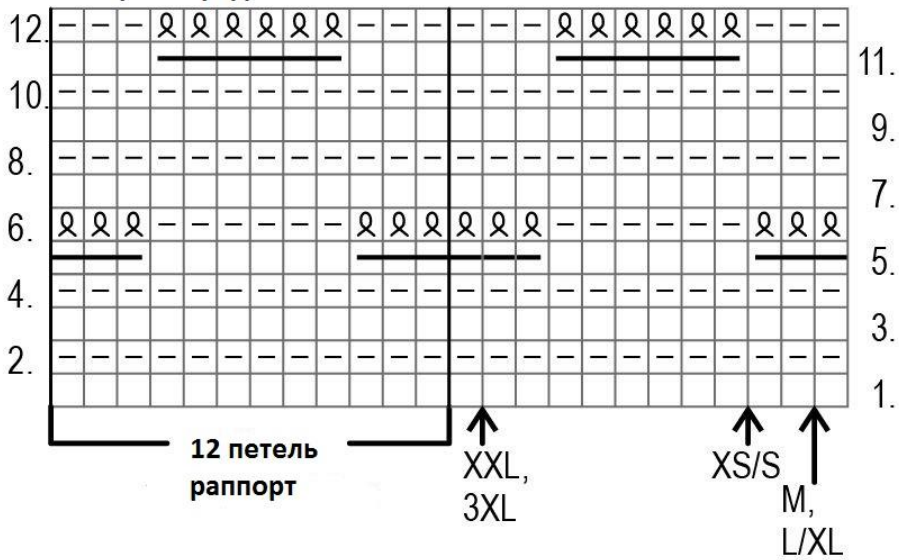 12.
11.
10.
9.
8.
7.
6.
5.
4.
3.
2.
1.
12 петель
раппорт
XXL,
3XL
XS/S
M,
L/XL